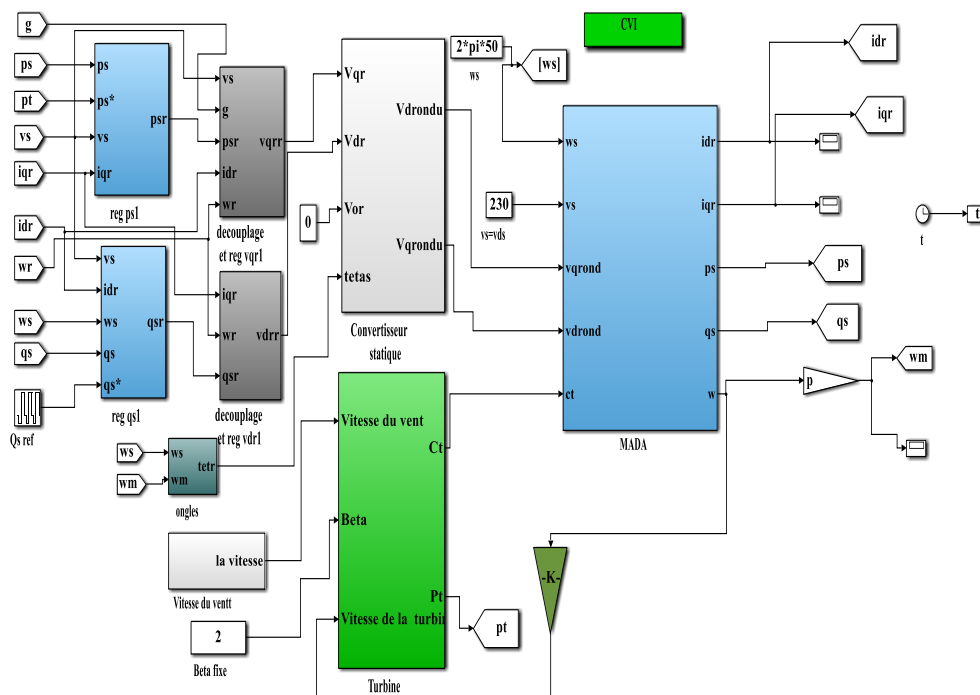 g
ps
pt
vs
iqr
idr
wr
ws
qs
Qs ref
ps
ps*
vs
iqr
psr
reg ps1
vs
idr
ws
qs
qs*
qsr
reg qs1
vs
g
psr
idr
wr
vqrr
decouplage
et reg vqr1
iqr
wr
qsr
vdrr
decouplage
et reg vdr1
ws
wm
ws
wm
tetr
ongles
Vqr
Vdr
Vor
tetas
Vdrondu
Vqrondu
0
Convertisseur
statique
2*pi*50
ws
[ws]
CVI
230
vs=vds
ws
vs
vqrond
vdrond
ct
idr
iqr
ps
qs
w
MADA
idr
iqr
ps
qs
p
wm
t
t
la vitesse
Vitesse du ventt
2
Beta fixe
Vitesse du vent
Beta
Vitesse de la turbin
Ct
Pt
Turbine
pt
-K-